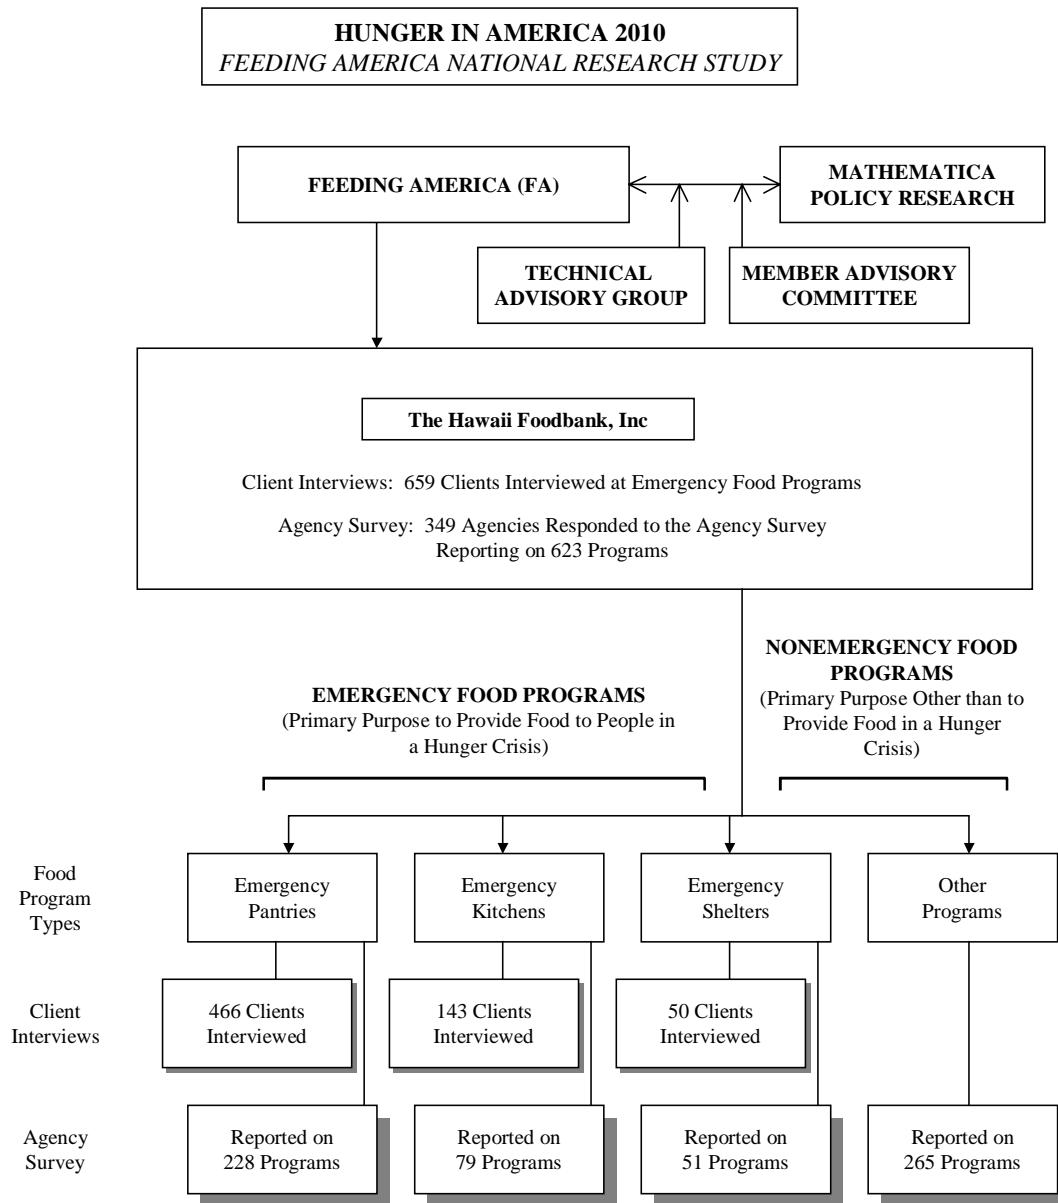 HUNGER IN AMERICA 2010
FEEDING AMERICA NATIONAL RESEARCH STUDY
FEEDING AMERICA (FA)
MATHEMATICA
POLICY RESEARCH
TECHNICAL
ADVISORY GROUP
MEMBER ADVISORY
COMMITTEE
The Hawaii Foodbank, Inc
Client Interviews: 659 Clients Interviewed at Emergency Food Programs
Agency Survey: 349 Agencies Responded to the Agency Survey
Reporting on 623 Programs
EMERGENCY FOOD PROGRAMS
(Primary Purpose to Provide Food to People in
a Hunger Crisis)
NONEMERGENCY FOOD
PROGRAMS
(Primary Purpose Other than to
Provide Food in a Hunger
Crisis)
Food
Program
Types
Emergency
Pantries
Emergency
Kitchens
Emergency
Shelters
Other
Programs
Client
Interviews
466 Clients
Interviewed
143 Clients
Interviewed
50 Clients
Interviewed
Agency
Survey
Reported on
228 Programs
Reported on
79 Programs
Reported on
51 Programs
Reported on
265 Programs